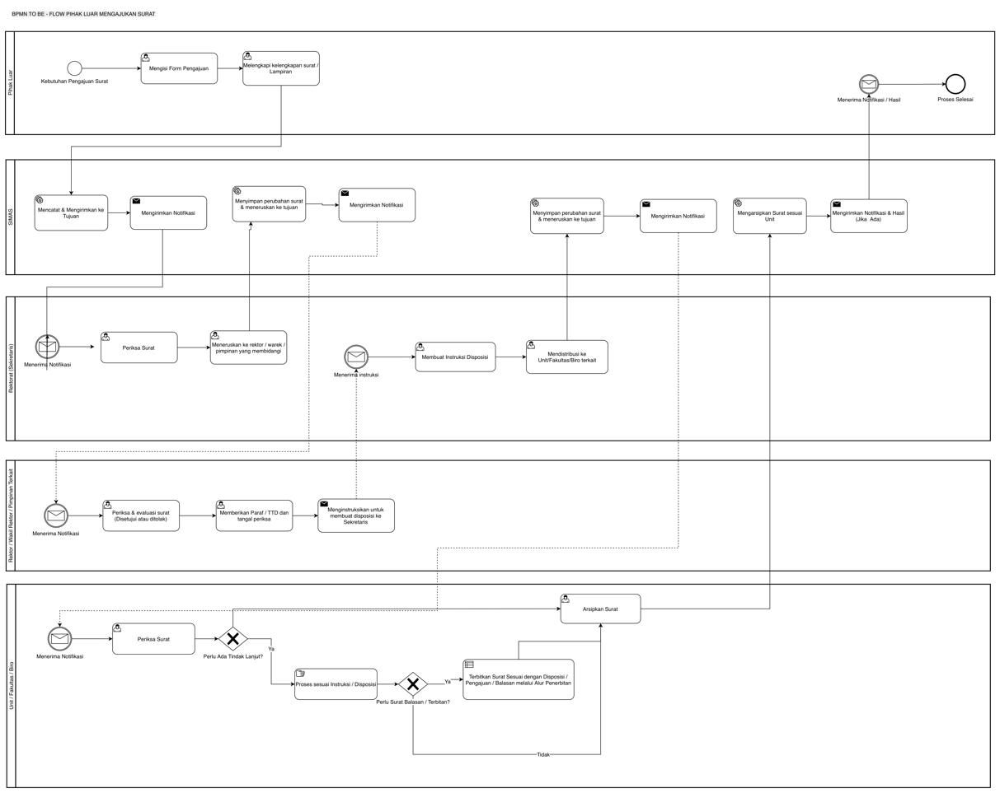 BPMN TO BE - FLOW PIHAK LUAR MENGAJUKAN SURAT
Pihak Luar
Kebutuhan Pengajuan Surat
Mengisi Form Pengajuan
Melengkapi kelengkapan surat /
Lampiran
Menerima Notifikasi / Hasil
Proses Selesai
SIMAS
Mencatat & Mengirimkan ke
Tujuan
Mengirimkan Notifikasi
Menyimpan perubahan surat
& meneruskan ke tujuan
Mengirimkan Notifikasi
Menyimpan perubahan surat
& meneruskan ke tujuan
Mengirimkan Notifikasi
Mengarsipkan Surat sesuai
Unit
Mengirimkan Notifikasi & Hasil
(Jika Ada)
Rektorat (Sekretaris)
Menerima Notifikasi
Periksa Surat
Meneruskan ke rektor / warek /
pimpinan yang membidangi
Menerima instruksi
Membuat Instruksi Disposisi
Mendistribusi ke
Unit/Fakultas/Biro terkait
Rektor / Wakil Rektor / Pimpinan Terkait
Menerima Notifikasi
Periksa & evaluasi surat
(Disetujui atau ditolak)
Memberikan Paraf / TTD dan
tangal periksa
Menginstruksikan untuk
membuat disposisi ke
Sekretaris
Unit / Fakultas / Biro
Menerima Notifikasi
Periksa Surat
Perlu Ada Tindak Lanjut?
Ya
Arsipkan Surat
Proses sesuai Instruksi / Disposisi
Perlu Surat Balasan / Terbitan?
Ya
Terbitkan Surat Sesuai dengan Disposisi /
Pengajuan / Balasan melalui Alur Penerbitan
Tidak